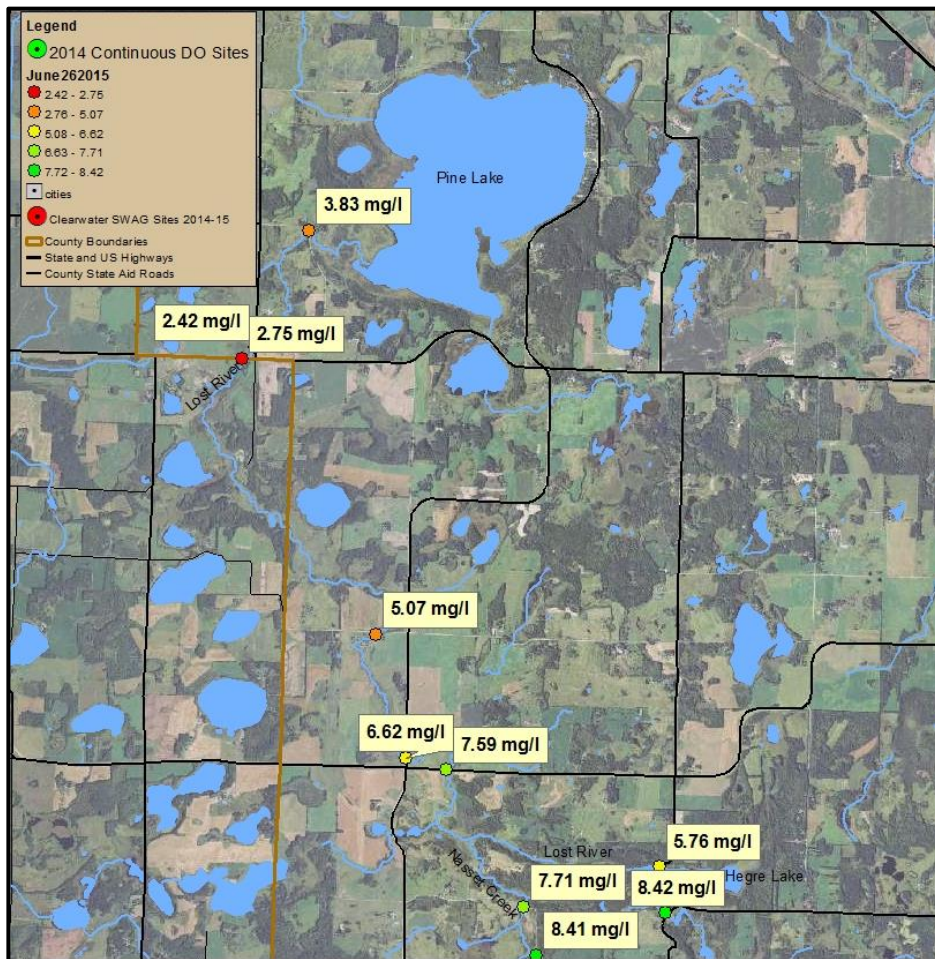 Legend
2014 Continuous DO Sites
June262015
2.42 - 2.75
2.76 - 5.07
5.08 - 6.62
6.63 - 7.71
7.72 - 8.42
cities
Clearwater SWAG Sites 2014-15
County Boundaries
State and US Highways
County State Aid Roads
Pine Lake
3.83 mg/l
2.42 mg/l
2.75 mg/l
Lost River
5.07 mg/l
6.62 mg/l
7.59 mg/l
5.76 mg/l
Lost River
Hegre Lake
7.71 mg/l
Nasset Creek
8.42 mg/l
8.41 mg/l